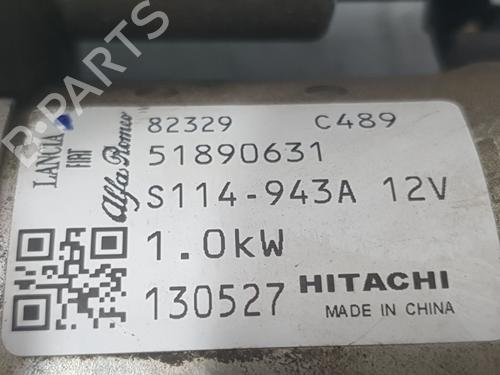 82329 C489
51890631
S114-943A 12V
1.0kW
130527 HITACHI
MADE IN CHINA
LANCIA
FIAT
Alfa Romeo
B-PARTS